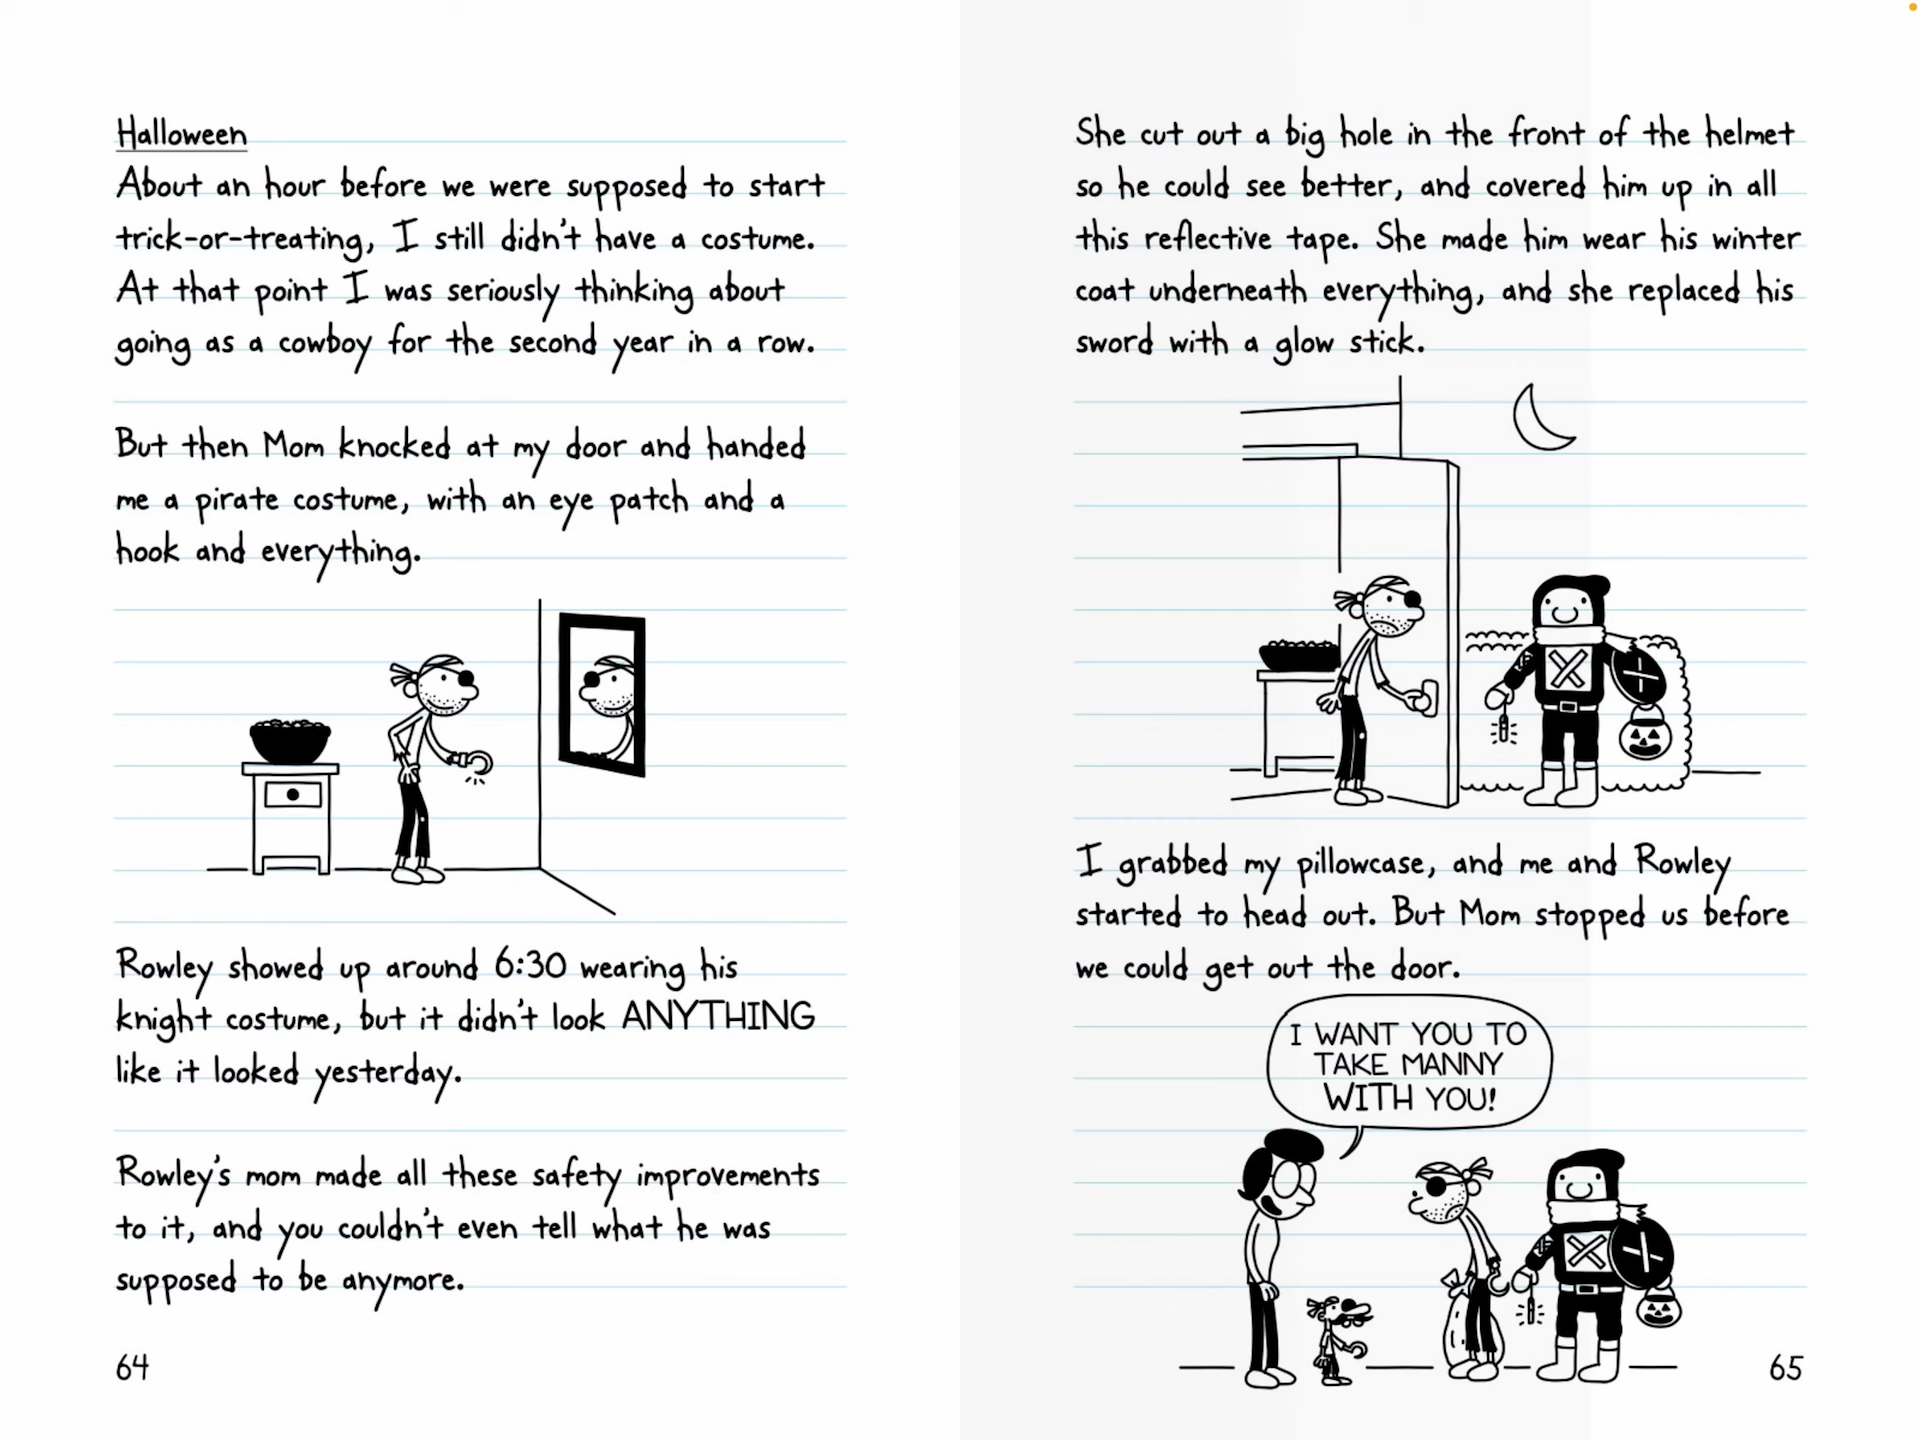 Halloween
About an hour before we were supposed to start
trick-or-treating, I still didn't have a costume.
At that point I was seriously thinking about
going as a cowboy for the second year in a row.
But then Mom knocked at my door and handed
me a pirate costume, with an eye patch and a
hook and everything.
Rowley showed up around 6:30 wearing his
knight costume, but it didn't look ANYTHING
like it looked yesterday.
Rowley's mom made all these safety improvements
to it, and you couldn't even tell what he was
supposed to be anymore.
64
She cut out a big hole in the front of the helmet
so he could see better, and covered him up in all
this reflective tape. She made him wear his winter
coat underneath everything, and she replaced his
sword with a glow stick.
I grabbed my pillowcase, and me and Rowley
started to head out. But Mom stopped us before
we could get out the door.
I WANT YOU TO
TAKE MANNY
WITH YOU!
65